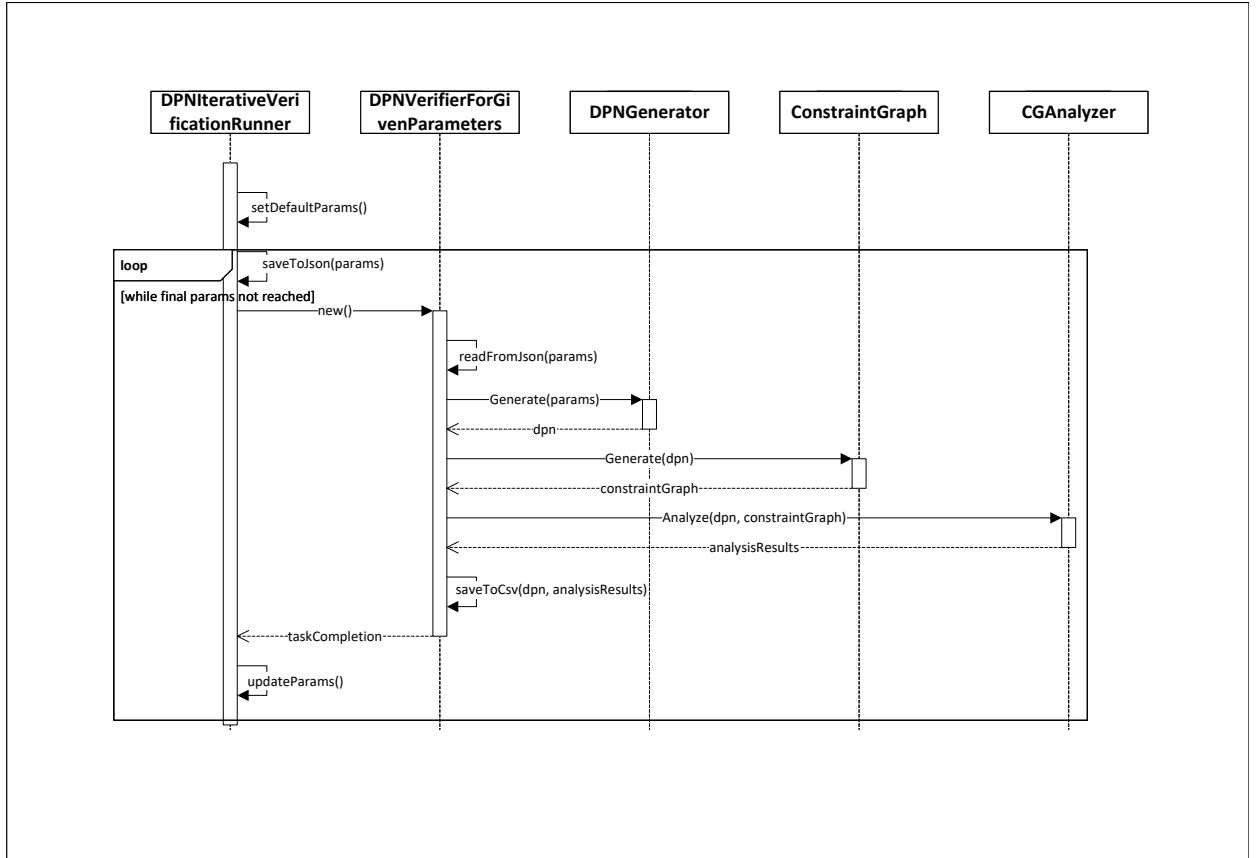 DPNIterativeVeri
ficationRunner
DPNVerifierForGi
venParameters
DPNGenerator
ConstraintGraph
CGAnalyzer
setDefaultParams()
loop
saveToJson(params)
[while final params not reached]
new()
readFromJson(params)
Generate(params)
dpn
Generate(dpn)
constraintGraph
Analyze(dpn, constraintGraph)
analysisResults
saveToCsv(dpn, analysisResults)
taskCompletion
updateParams()